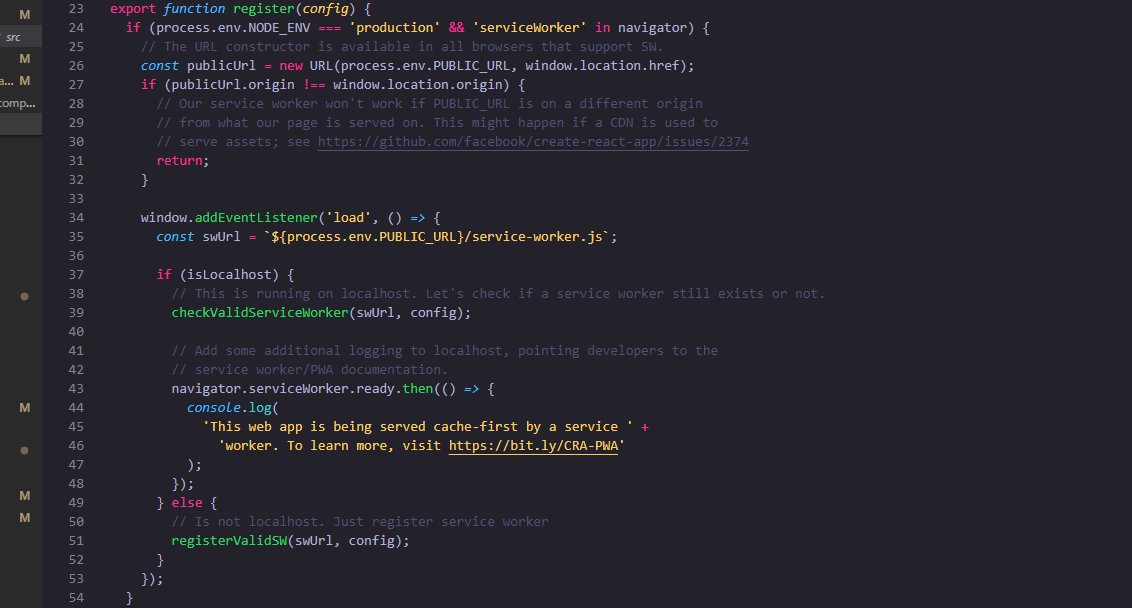 M
src
M
a... M
comp...
M
M
M
23 export function register(config) {
24 if (process.env.NODE_ENV === 'production' && 'serviceWorker' in navigator) {
25 // The URL constructor is available in all browsers that support SW.
26 const publicUrl = new URL(process.env.PUBLIC_URL, window.location.href);
27 if (publicUrl.origin !== window.location.origin) {
28 // Our service worker won't work if PUBLIC_URL is on a different origin
29 // from what our page is served on. This might happen if a CDN is used to
30 // serve assets; see https://github.com/facebook/create-react-app/issues/2374
31 return;
32 }
33
34 window.addEventListener('load', () => {
35 const swUrl = `${process.env.PUBLIC_URL}/service-worker.js`;
36
37 if (isLocalhost) {
38 // This is running on localhost. Let's check if a service worker still exists or not.
39 checkValidServiceWorker(swUrl, config);
40
41 // Add some additional logging to localhost, pointing developers to the
42 // service worker/PWA documentation.
43 navigator.serviceWorker.ready.then(() => {
44 console.log(
45 'This web app is being served cache-first by a service ' +
46 'worker. To learn more, visit https://bit.ly/CRA-PWA'
47 );
48 });
49 } else {
50 // Is not localhost. Just register service worker
51 registerValidSW(swUrl, config);
52 }
53 });
54 }